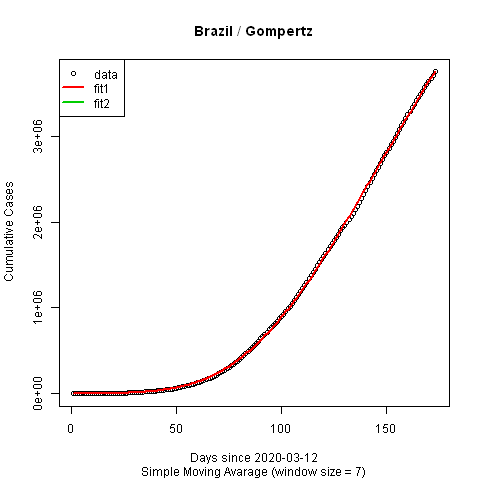 Brazil / Gompertz
data
fit1
fit2
Cumulative Cases
3e+06
2e+06
1e+06
0e+00
0 50 100 150
Days since 2020-03-12
Simple Moving Avarage (window size = 7)